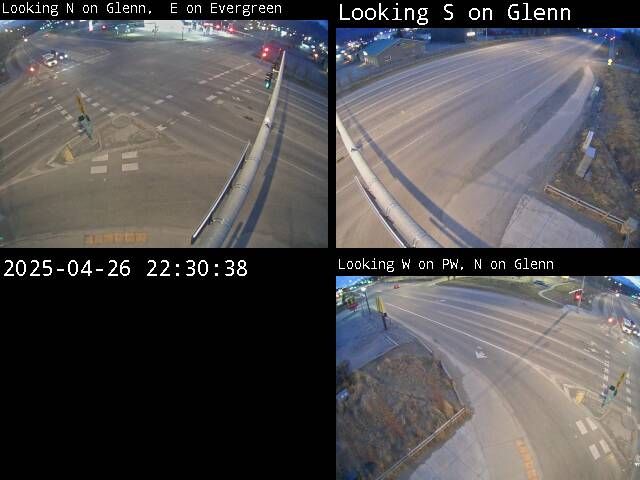 Looking N on Glenn,  E on Evergreen
Looking S on Glenn
2025-04-26 22:30:38
Looking W on PW, N on Glenn